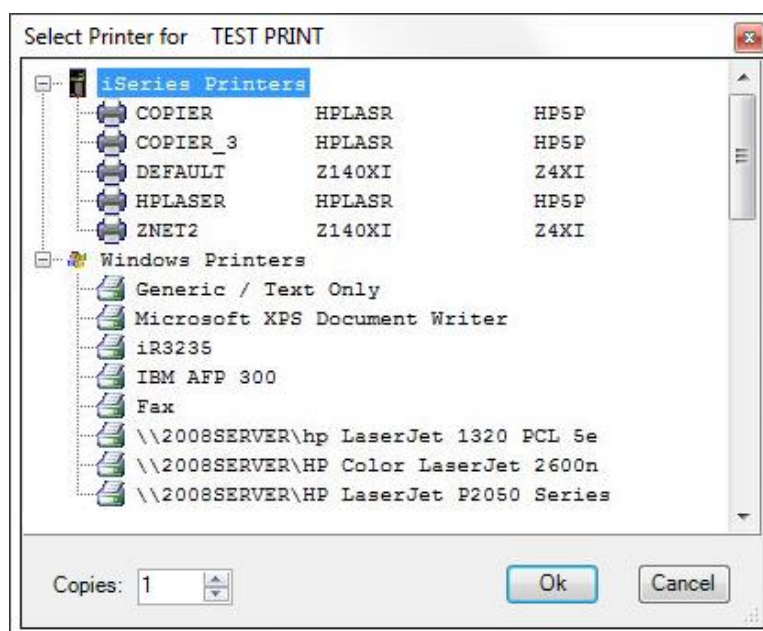 Select Printer for TEST PRINT
iSeries Printers
COPIER HPLASR HP5P
COPIER_3 HPLASR HP5P
DEFAULT Z140XI Z4XI
HPLASER HPLASR HP5P
ZNET2 Z140XI Z4XI
Windows Printers
Generic / Text Only
Microsoft XPS Document Writer
iR3235
IBM AFP 300
Fax
\\2008SERVER\hp LaserJet 1320 PCL 5e
\\2008SERVER\HP Color LaserJet 2600n
\\2008SERVER\HP LaserJet P2050 Series
Copies: 1 Ok Cancel